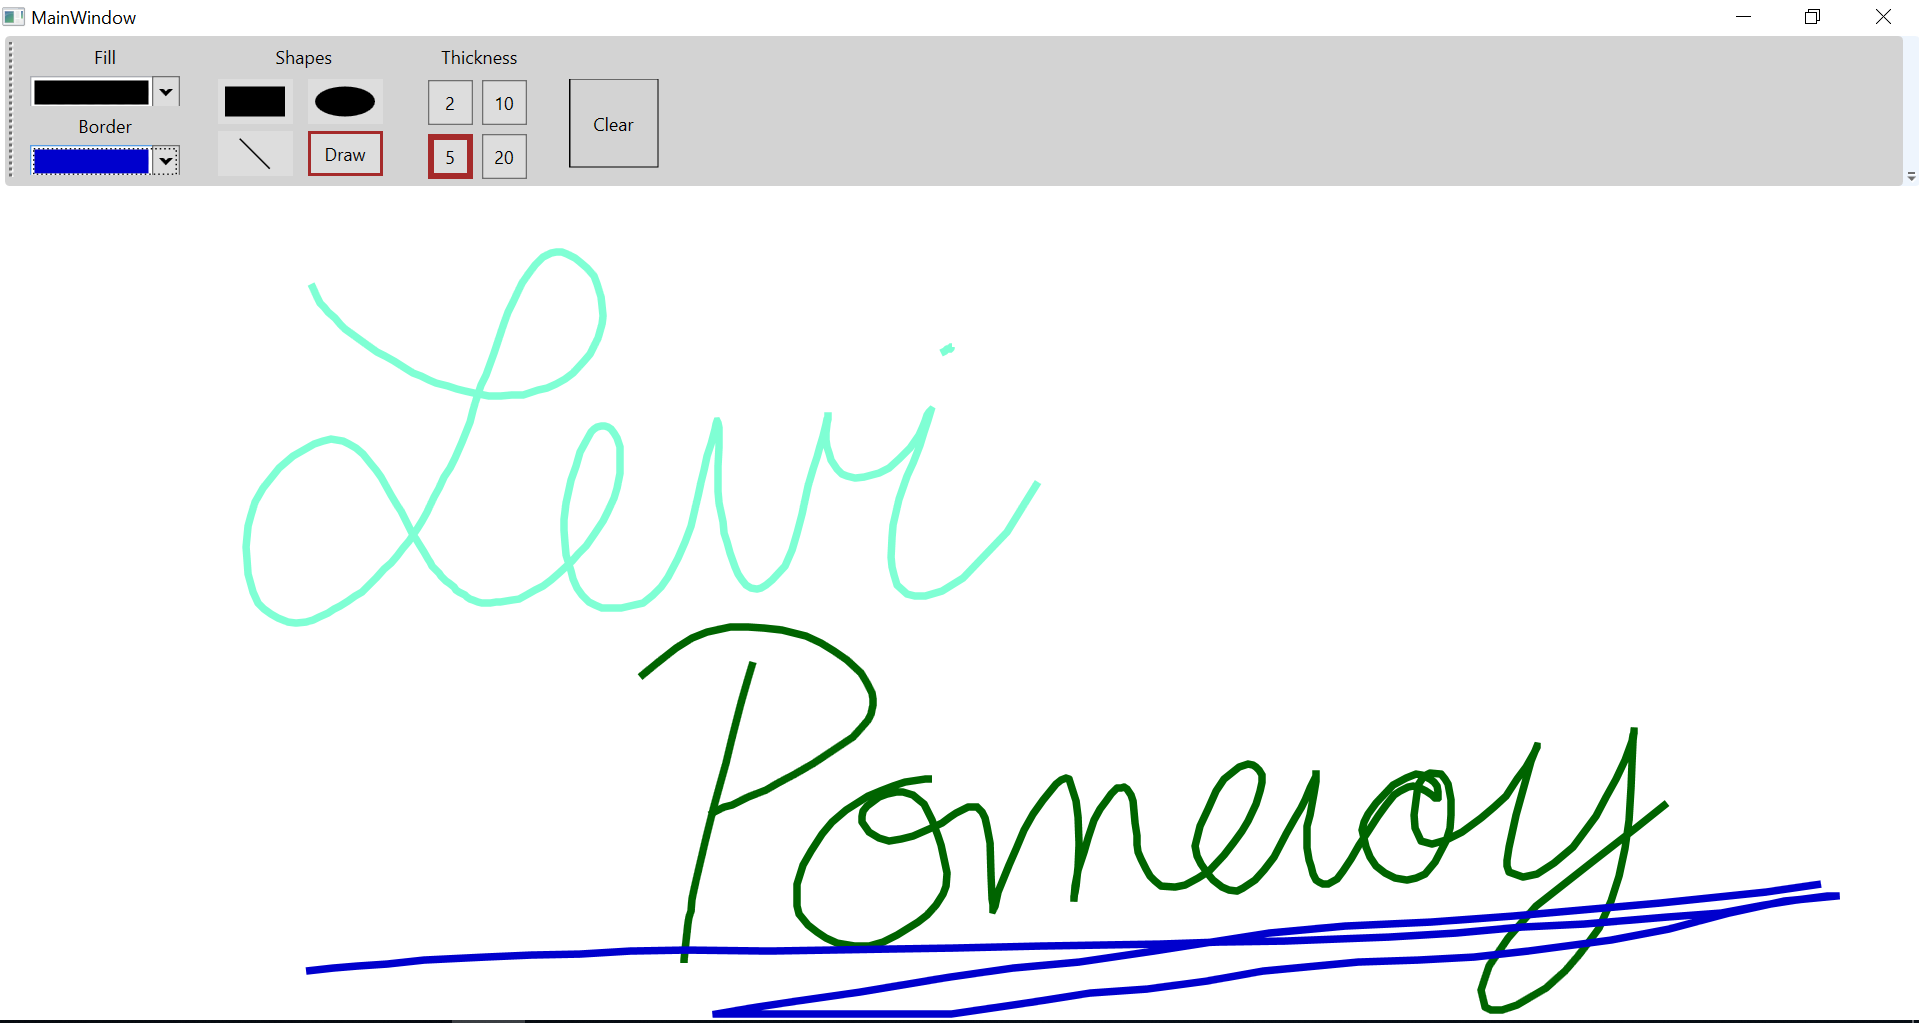 MainWindow
Fill Shapes Thickness
2 10
Clear
Border
Draw 5 20
Levi
Pomeroy